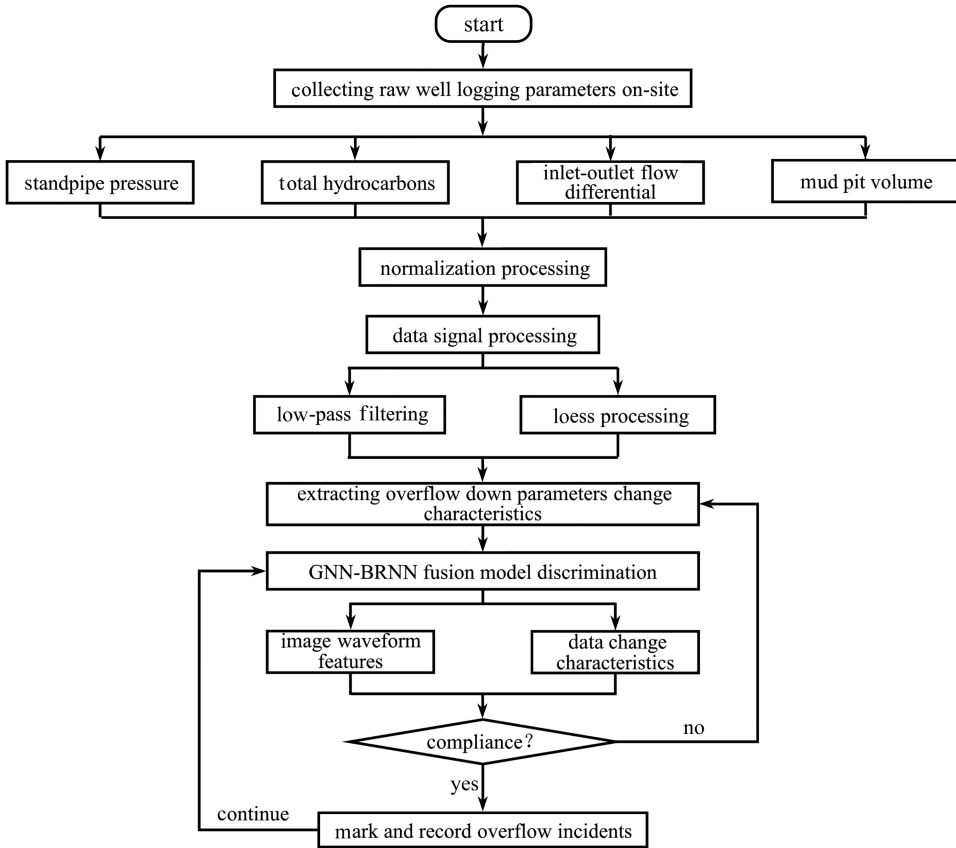 start
collecting raw well logging parameters on-site
standpipe pressure
total hydrocarbons
inlet-outlet flow
differential
mud pit volume
normalization processing
data signal processing
low-pass filtering
loess processing
extracting overflow down parameters change
characteristics
GNN-BRNN fusion model discrimination
image waveform
features
data change
characteristics
compliance?
no
yes
continue
mark and record overflow incidents